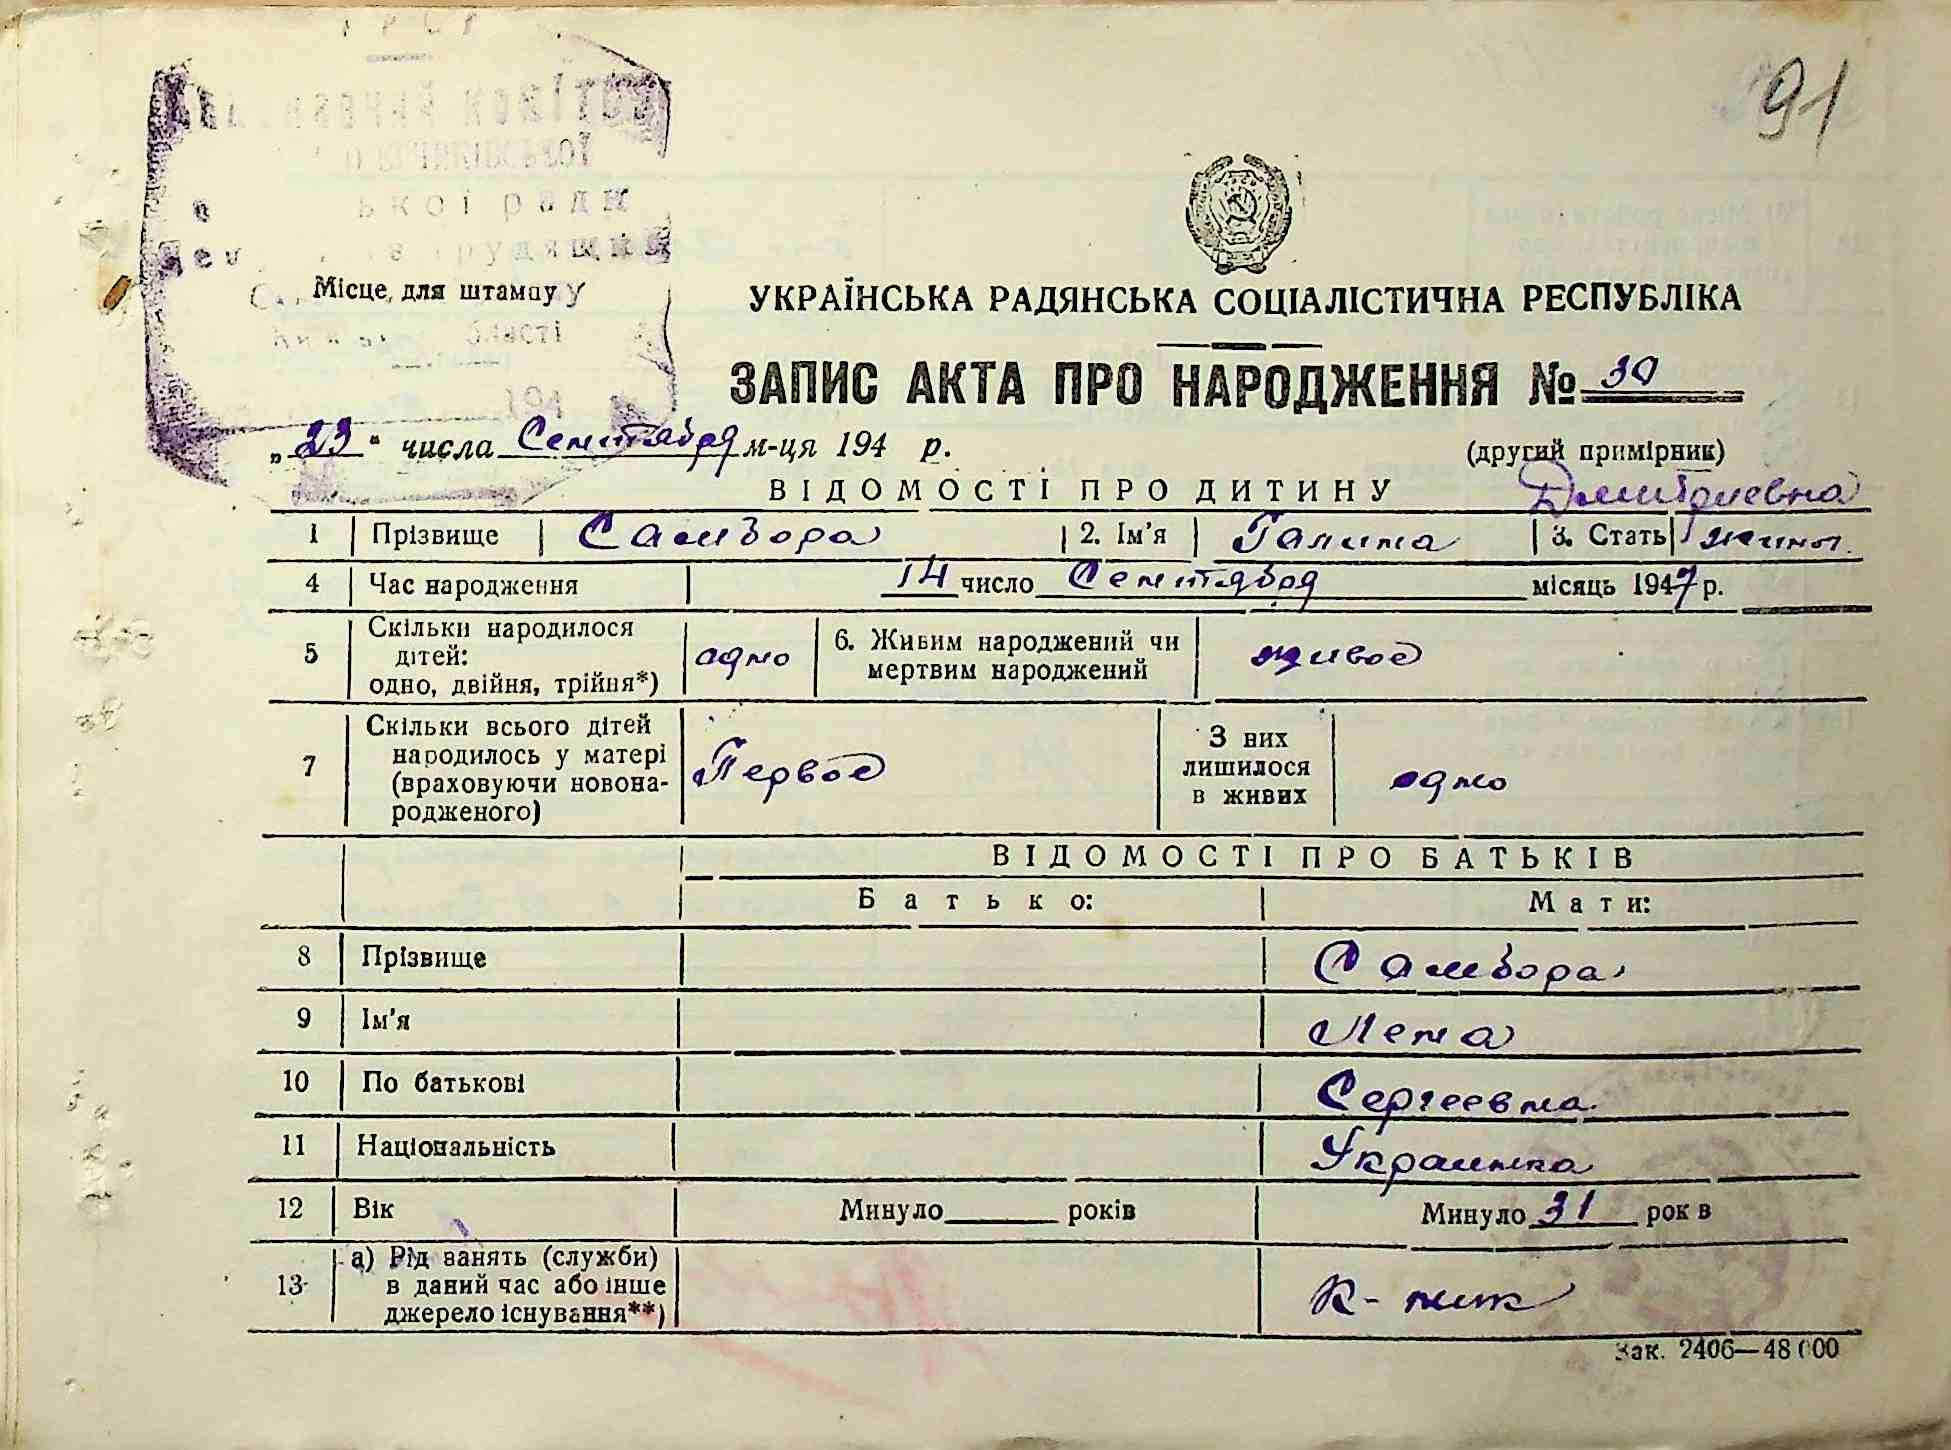 91
ької ради
трудящих
Місце для штампу
області
194
УКРАЇНСЬКА РАДЯНСЬКА СОЦІАЛІСТИЧНА РЕСПУБЛІКА
ЗАПИС АКТА ПРО НАРОДЖЕННЯ № 30
„23“ числа Сентября м-ця 194 р. (другий примірник)
ВІДОМОСТІ ПРО ДИТИНУ Дмитриевна
1 Прізвище Самбора 2. Ім'я Галина 3. Стать
4 Час народження 14 число Сентября місяць 1947 р.
5 Скільки народилося дітей: одно, двійня, трійня*) одно 6. Живим народжений чи мертвим народжений живое
7 Скільки всього дітей народилось у матері (враховуючи новонародженого) Первое З них лишилося в живих одно
ВІДОМОСТІ ПРО БАТЬКІВ
Батько: Мати:
8 Прізвище Самбора
9 Ім'я Лена
10 По батькові Сергеевна
11 Національність Украинка
12 Вік Минуло років Минуло 31 рок в
13 а) Рід занять (служби) в даний час або інше джерело існування**)
Зак. 2406—48 000